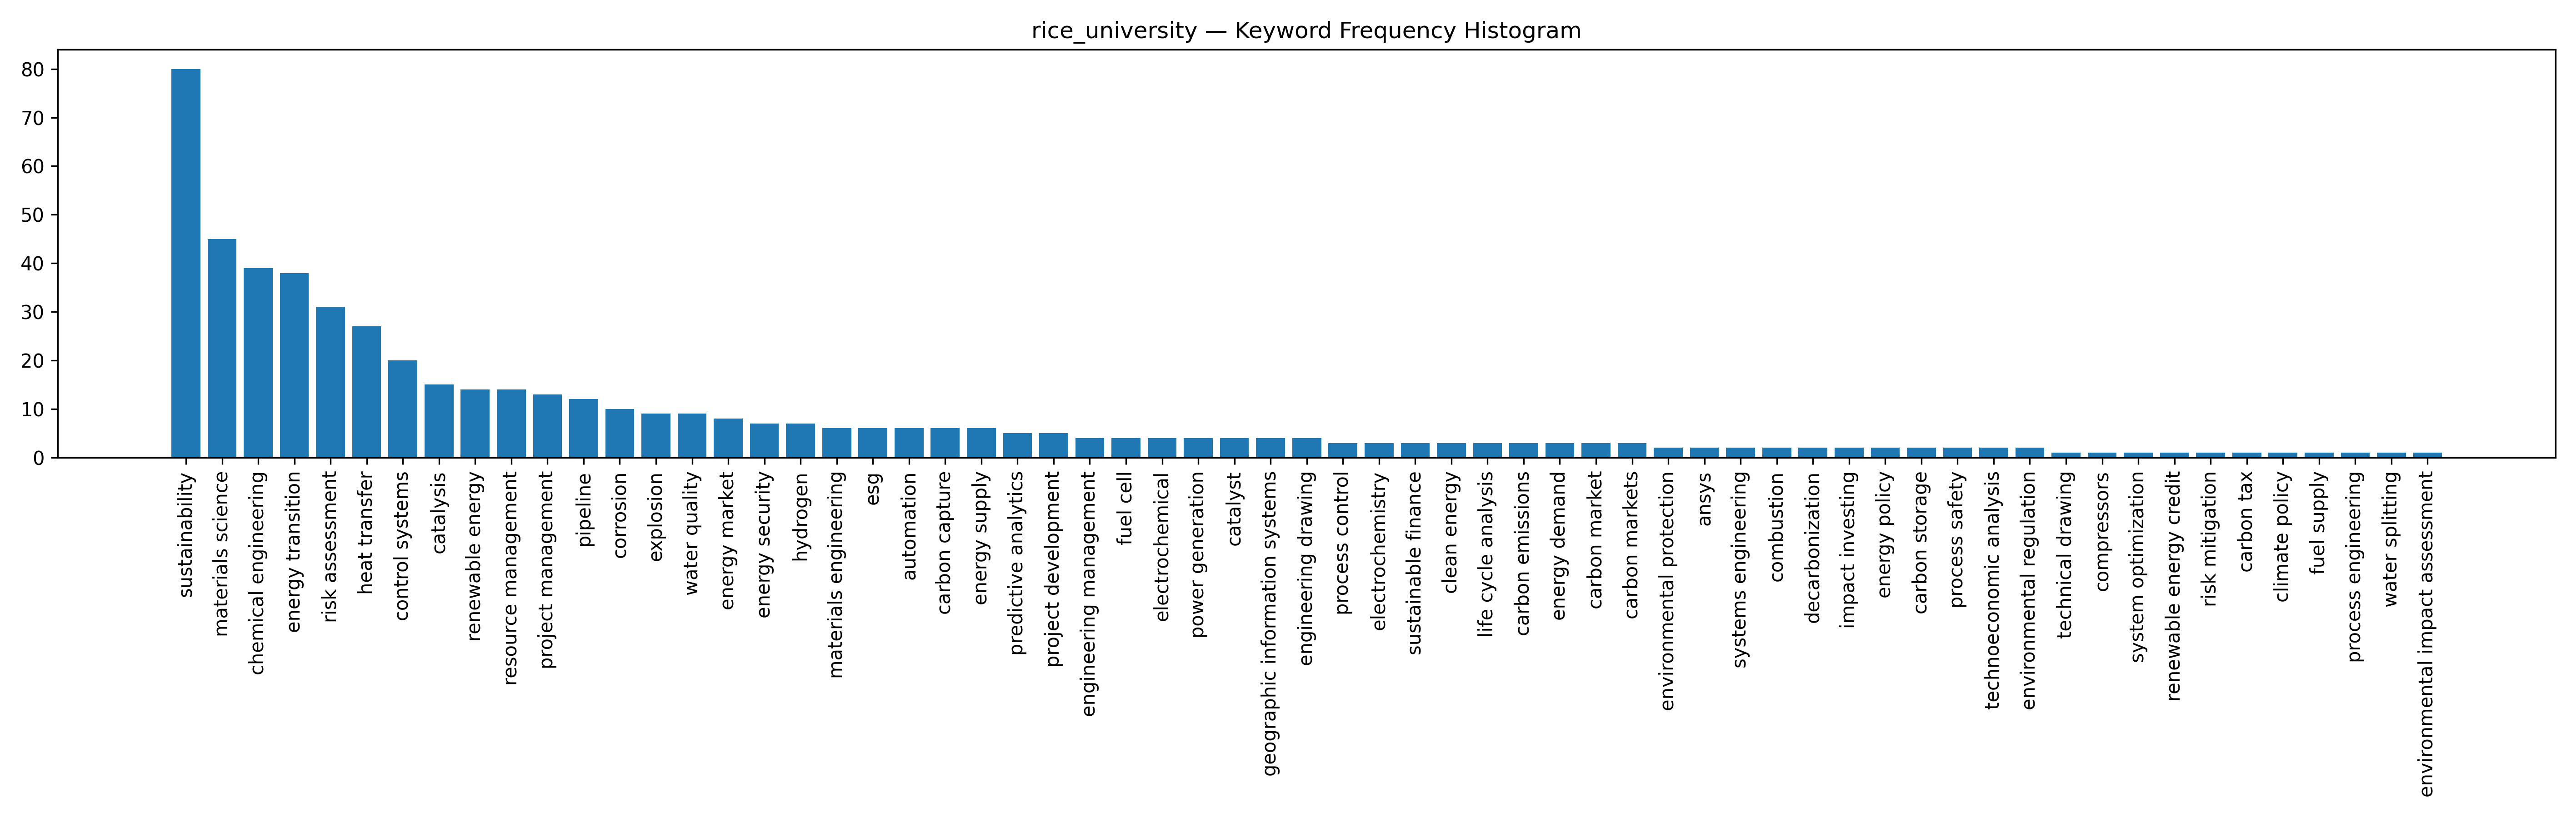 rice_university — Keyword Frequency Histogram
80
70
60
50
40
30
20
10
0
sustainability
materials science
chemical engineering
energy transition
risk assessment
heat transfer
control systems
catalysis
renewable energy
resource management
project management
pipeline
corrosion
explosion
water quality
energy market
energy security
hydrogen
materials engineering
esg
automation
carbon capture
energy supply
predictive analytics
project development
engineering management
fuel cell
electrochemical
power generation
catalyst
geographic information systems
engineering drawing
process control
electrochemistry
sustainable finance
clean energy
life cycle analysis
carbon emissions
energy demand
carbon market
carbon markets
environmental protection
ansys
systems engineering
combustion
decarbonization
impact investing
energy policy
carbon storage
process safety
technoeconomic analysis
environmental regulation
technical drawing
compressors
system optimization
renewable energy credit
risk mitigation
carbon tax
climate policy
fuel supply
process engineering
water splitting
environmental impact assessment